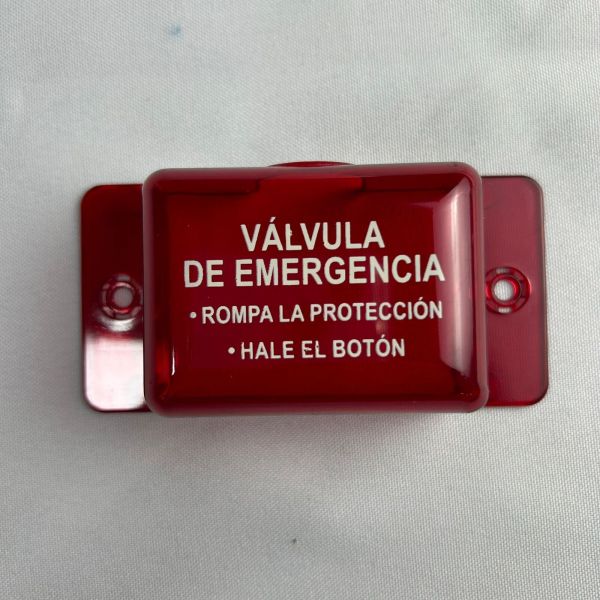 VÁLVULA
DE EMERGENCIA
• ROMPA LA PROTECCIÓN
• HALE EL BOTÓN